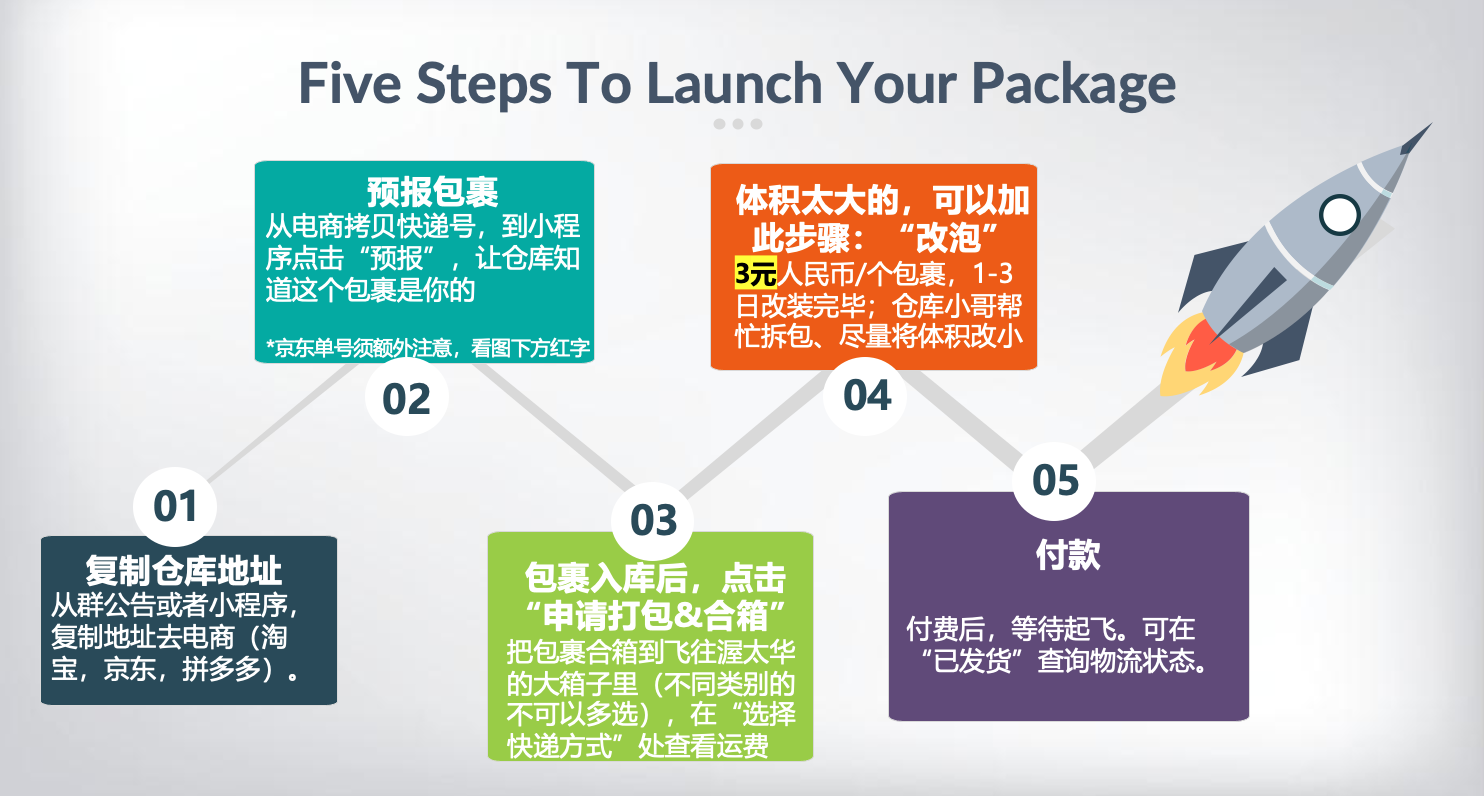 Five Steps To Launch Your Package
01
复制仓库地址
从群公告或者小程序，
复制地址去电商（淘
宝，京东，拼多多）。
预报包裹
从电商拷贝快递号，到小程
序点击“预报”，让仓库知
道这个包裹是你的
*京东单号须额外注意，看图下方红字
02
03
包裹入库后，点击
“申请打包&合箱”
把包裹合箱到飞往渥太华
的大箱子里（不同类别的
不可以多选），在“选择
快递方式”处查看运费
体积太大的，可以加
此步骤：“改泡”
3元人民币/个包裹，1-3
日改装完毕；仓库小哥帮
忙拆包、尽量将体积改小
04
05
付款
付费后，等待起飞。可在
“已发货”查询物流状态。